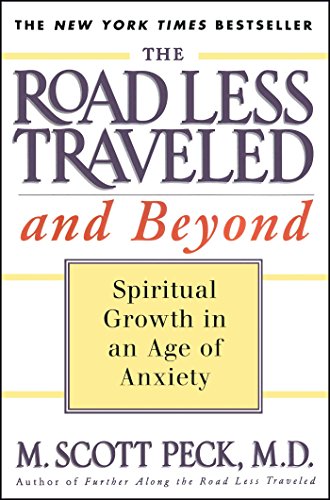 THE NEW YORK TIMES BESTSELLER
THE
ROAD LESS
TRAVELED
and Beyond
Spiritual
Growth in
an Age of
Anxiety
M. SCOTT PECK, M.D.
Author of Further Along the Road Less Traveled